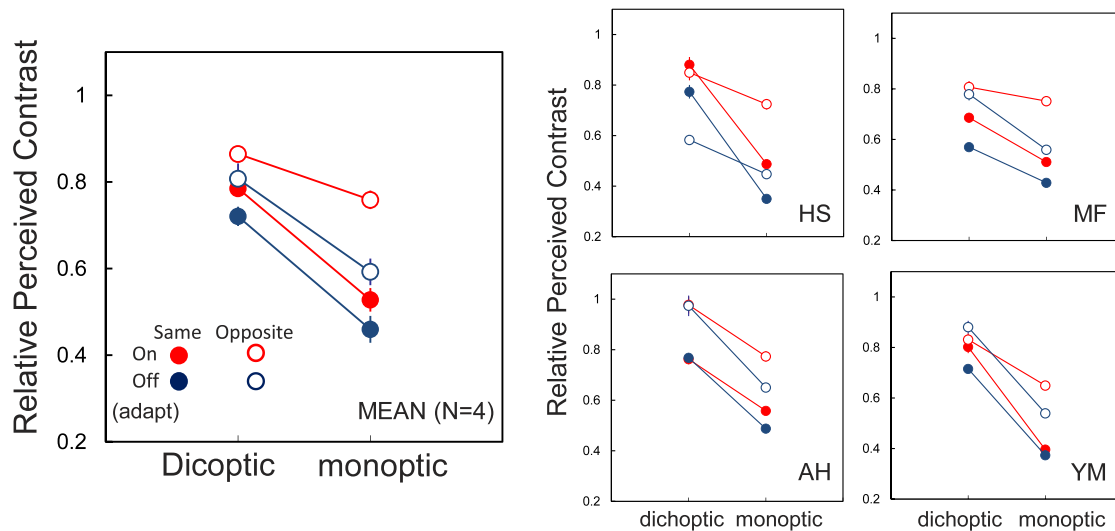 Relative Perceived Contrast
1
0.8
0.6
0.4
0.2
Same Opposite
On
Off
(adapt)
MEAN (N=4)
Dicoptic monoptic
Relative Perceived Contrast
1
0.8
0.6
0.4
0.2
HS
1
0.8
0.6
0.4
0.2
MF
1
0.8
0.6
0.4
0.2
AH
dichoptic monoptic
1
0.8
0.6
0.4
0.2
YM
dichoptic monoptic